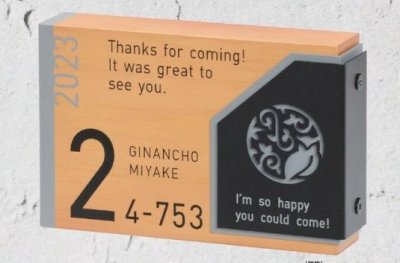 2023
Thanks for coming!
It was great to
see you.
2
GINANCHO
MIYAKE
4-753
I'm so happy
you could come!